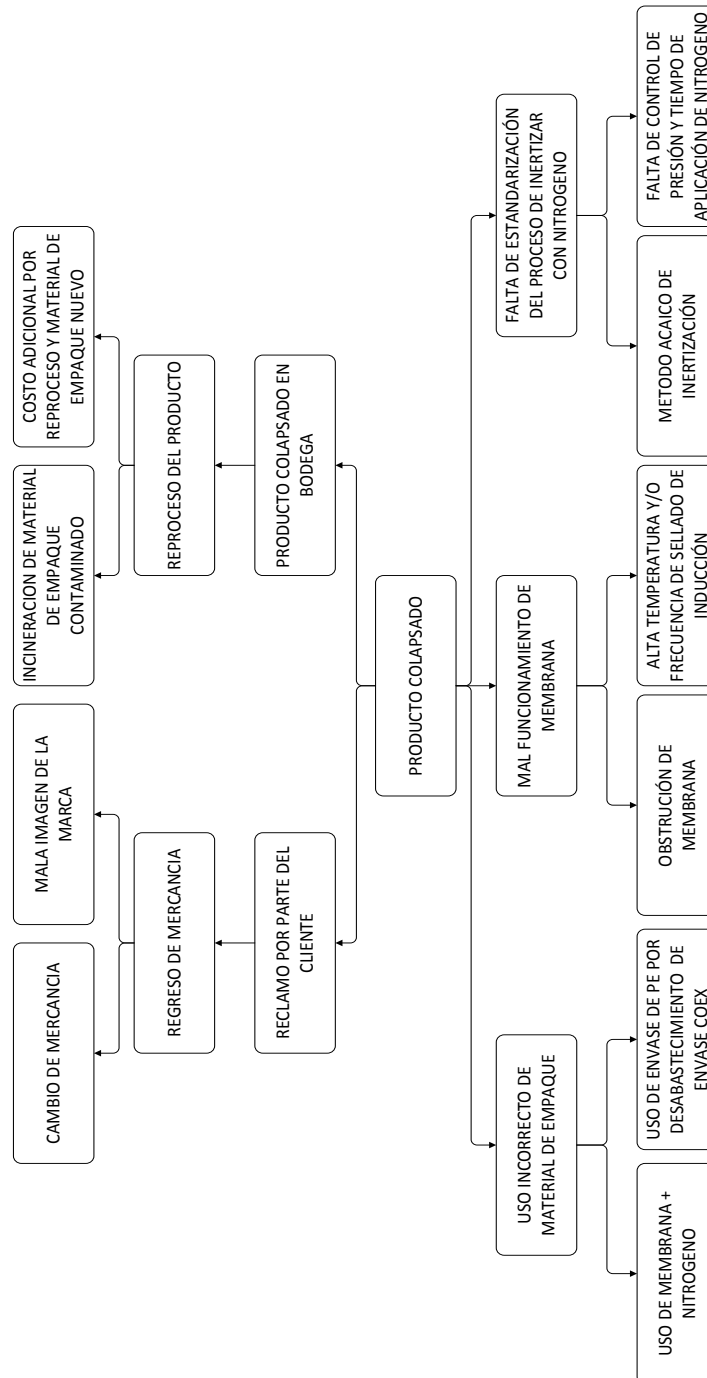 CAMBIO DE MERCANCIA
MALA IMAGEN DE LA
MARCA
INCINERACION DE MATERIAL
DE EMPAQUE
CONTAMINADO
COSTO ADICIONAL POR
REPROCESO Y MATERIAL DE
EMPAQUE NUEVO
REGRESO DE MERCANCIA
REPROCESO DEL PRODUCTO
RECLAMO POR PARTE DEL
CLIENTE
PRODUCTO COLAPSADO EN
BODEGA
PRODUCTO COLAPSADO
USO INCORRECTO DE
MATERIAL DE EMPAQUE
MAL FUNCIONAMIENTO DE
MEMBRANA
FALTA DE ESTANDARIZACIÓN
DEL PROCESO DE INERTIZAR
CON NITROGENO
USO DE MEMBRANA +
NITROGENO
USO DE ENVASE DE PE POR
DESABASTECIMIENTO DE
ENVASE COEX
OBSTRUCIÓN DE
MEMBRANA
ALTA TEMPERATURA Y/O
FRECUENCIA DE SELLADO DE
INDUCCIÓN
METODO ACAICO DE
INERTIZACIÓN
FALTA DE CONTROL DE
PRESIÓN Y TIEMPO DE
APLICACIÓN DE NITROGENO